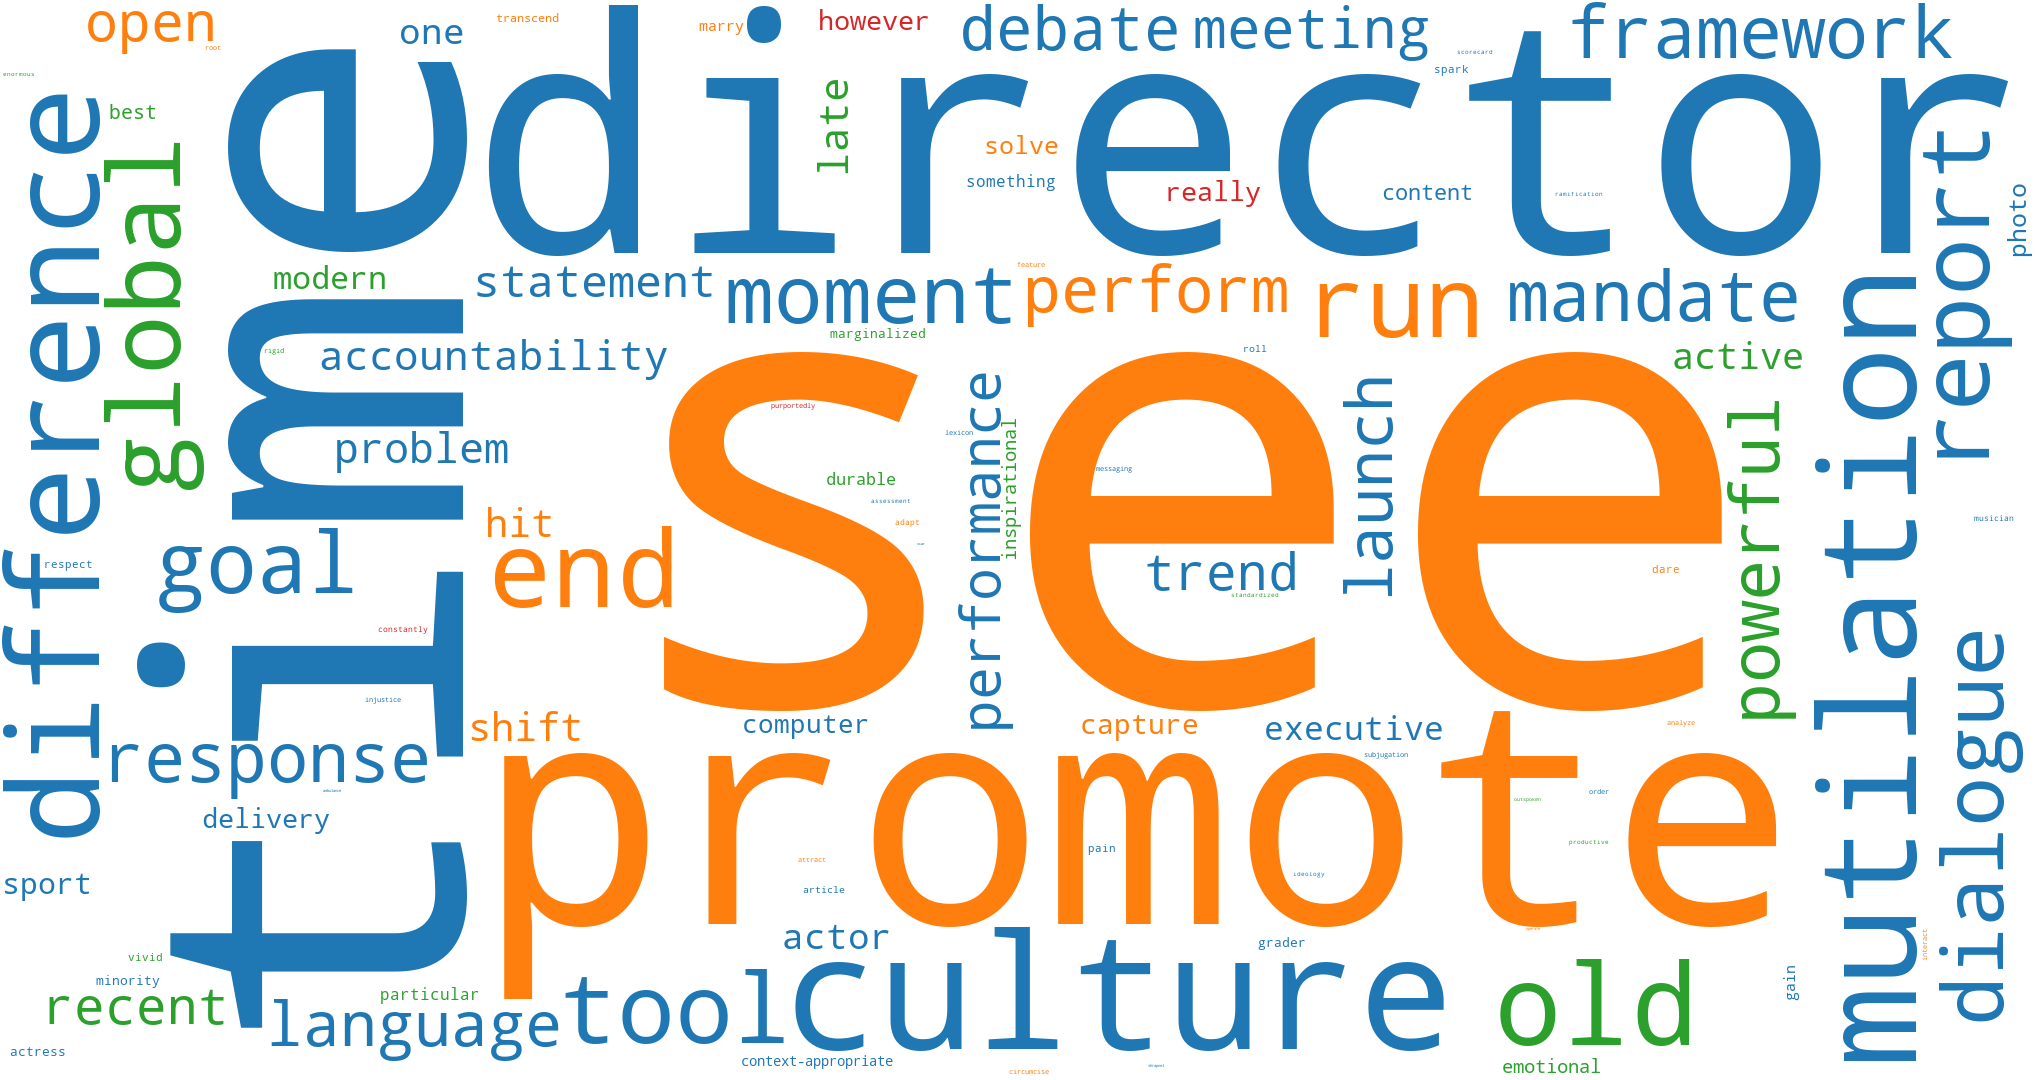 open
root
one
transcend
marry
however
debate
meeting
framework
scorecard
spark
enormous
best
director
late
solve
something
really
content
ramification
photo
report
difference
global
time
modern
statement
moment
feature
perform
run
mandate
marginalized
roll
active
rigid
accountability
see
purportedly
lexicon
performance
inspirational
launch
powerful
mutilation
problem
messaging
durable
assessment
adapt
hit
end
trend
standardized
dare
musician
goal
respect
constantly
injustice
dialogue
shift
computer
capture
executive
analyze
subjugation
response
promote
order
outspoken
delivery
productive
pain
attract
article
ideology
sport
actor
grader
interact
vivid
minority
recent
particular
language
tool
culture
old
gain
actress
context-appropriate
circumcise
emotional